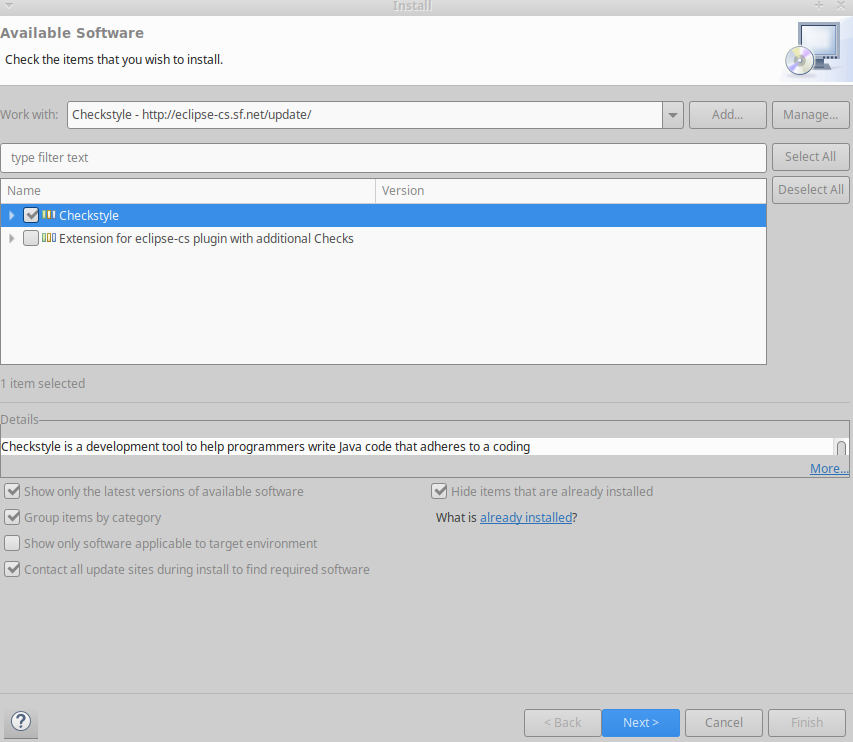 Install
Available Software
Check the items that you wish to install.
Work with: Checkstyle - http://eclipse-cs.sf.net/update/ Add... Manage...
type filter text Select All
Name Version Deselect All
Checkstyle
Extension for eclipse-cs plugin with additional Checks
1 item selected
Details
Checkstyle is a development tool to help programmers write Java code that adheres to a coding
More...
Show only the latest versions of available software Hide items that are already installed
Group items by category What is already installed?
Show only software applicable to target environment
Contact all update sites during install to find required software
? < Back Next > Cancel Finish